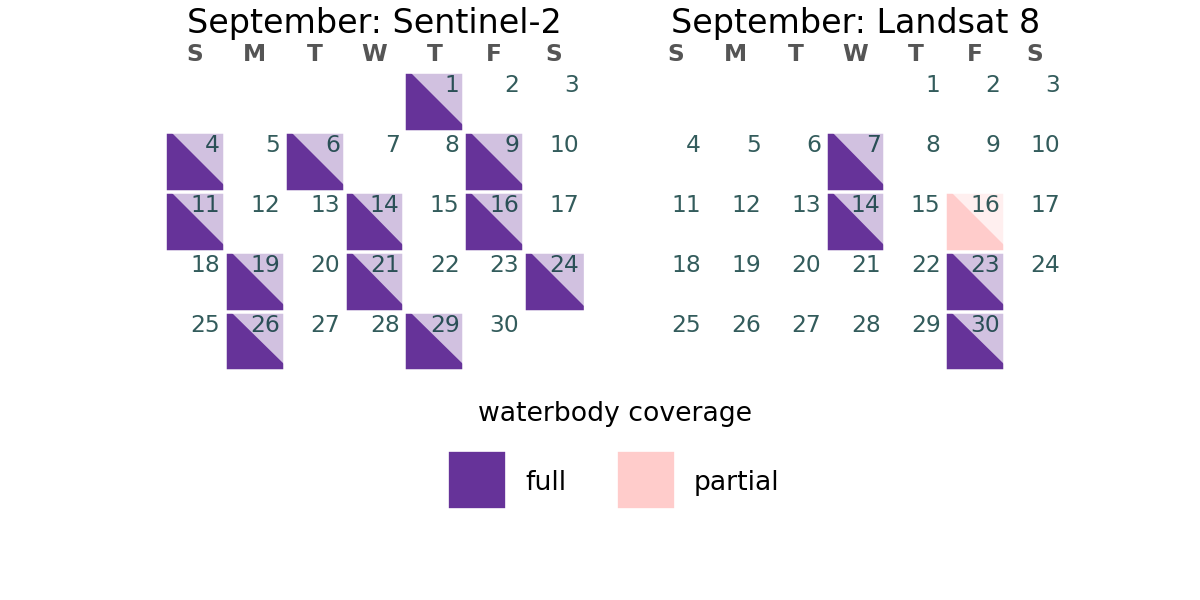 September: Sentinel-2
S M T W T F S
1 2 3
4 5 6 7 8 9 10
11 12 13 14 15 16 17
18 19 20 21 22 23 24
25 26 27 28 29 30
September: Landsat 8
S M T W T F S
1 2 3
4 5 6 7 8 9 10
11 12 13 14 15 16 17
18 19 20 21 22 23 24
25 26 27 28 29 30
waterbody coverage
full partial